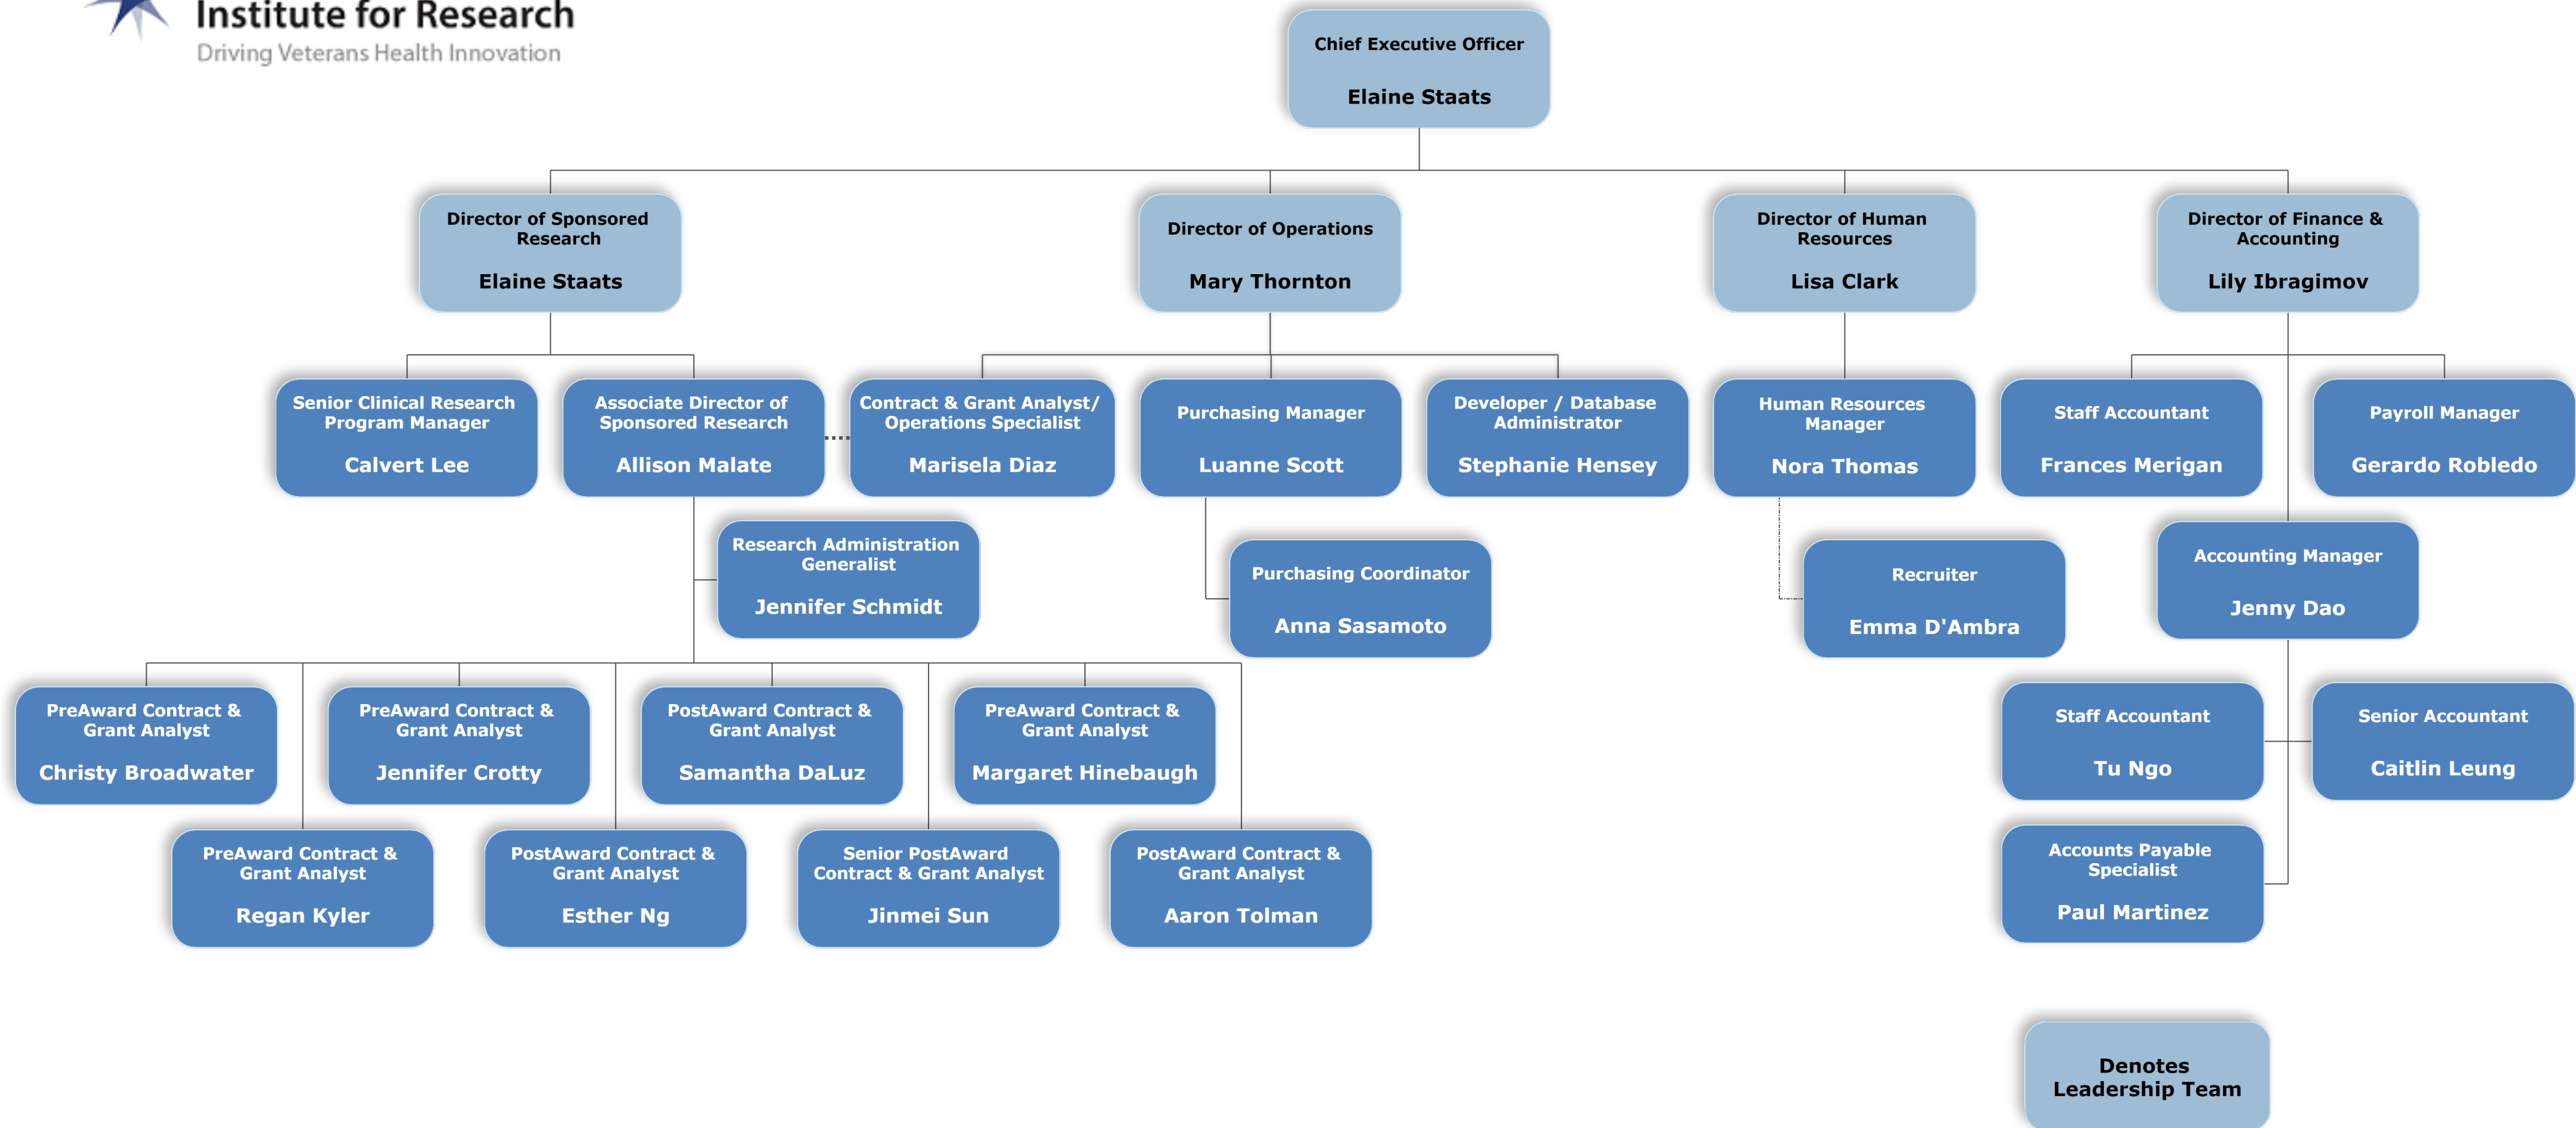 Institute for Research
Driving Veterans Health Innovation
Chief Executive Officer
Elaine Staats
Director of Sponsored
Research
Elaine Staats
Director of Operations
Mary Thornton
Director of Human
Resources
Lisa Clark
Director of Finance &
Accounting
Lily Ibragimov
Senior Clinical Research
Program Manager
Calvert Lee
Associate Director of
Sponsored Research
Allison Malate
Contract & Grant Analyst/
Operations Specialist
Marisela Diaz
Purchasing Manager
Luanne Scott
Developer / Database
Administrator
Stephanie Hensey
Human Resources
Manager
Nora Thomas
Staff Accountant
Frances Merigan
Payroll Manager
Gerardo Robledo
Research Administration
Generalist
Jennifer Schmidt
Purchasing Coordinator
Anna Sasamoto
Recruiter
Emma D'Ambra
Accounting Manager
Jenny Dao
PreAward Contract &
Grant Analyst
Christy Broadwater
PreAward Contract &
Grant Analyst
Jennifer Crotty
PostAward Contract &
Grant Analyst
Samantha DaLuz
PreAward Contract &
Grant Analyst
Margaret Hinebaugh
Staff Accountant
Tu Ngo
Senior Accountant
Caitlin Leung
PreAward Contract &
Grant Analyst
Regan Kyler
PostAward Contract &
Grant Analyst
Esther Ng
Senior PostAward
Contract & Grant Analyst
Jinmei Sun
PostAward Contract &
Grant Analyst
Aaron Tolman
Accounts Payable
Specialist
Paul Martinez
Denotes
Leadership Team